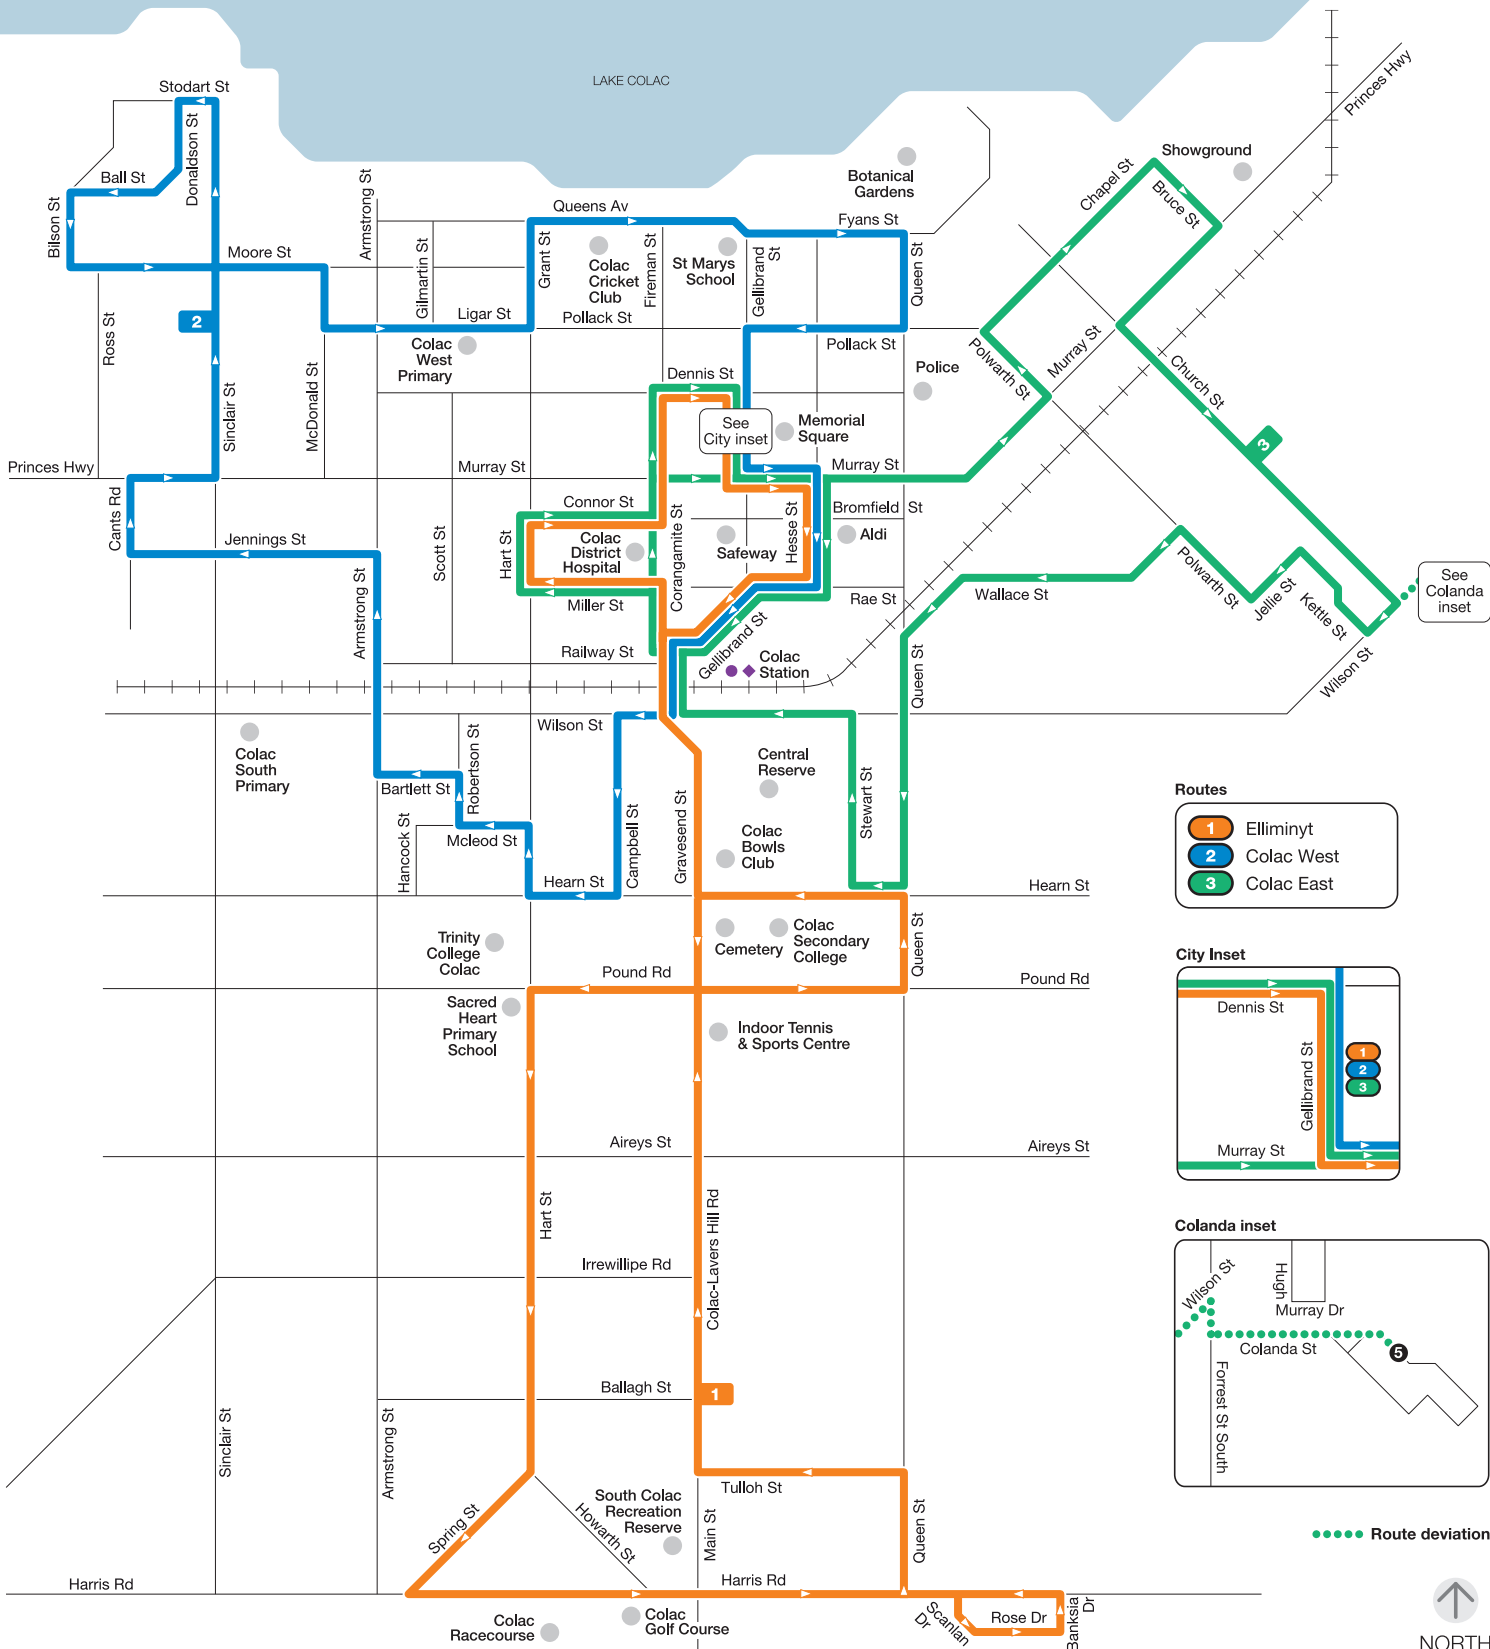 LAKE COLAC
Stodart St
Donaldson St
Ball St
Bilson St
Moore St
Armstrong St
Gilmartin St
Queens Av
Grant St
Colac
Cricket
Club
Fireman St
St Marys
School
Gellibrand
St
Fyans St
Queen St
Botanical
Gardens
Showground
Princes Hwy
Chapel St
Bruce St
2
Ross St
Sinclair St
McDonald St
Ligar St
Pollack St
Pollack St
Colac
West
Primary
Dennis St
See
City inset
Memorial
Square
Police
Polwarth St
Murray St
Church St
3
Princes Hwy
Cants Rd
Murray St
Murray St
Scott St
Connor St
Hart St
Colac
District
Hospital
Corangamite St
Safeway
Hesse St
Bromfield St
Aldi
Jennings St
Armstrong St
Miller St
Rae St
Wallace St
Polwarth St
Jellie St
Kettle St
Wilson St
See
Colanda
inset
Railway St
Gellibrand St
Colac
Station
Queen St
Wilson St
Colac
South
Primary
Robertson St
Bartlett St
Hancock St
Mcleod St
Campbell St
Gravesend St
Central
Reserve
Stewart St
Colac
Bowls
Club
Hearn St
Hearn St
Trinity
College
Colac
Cemetery
Colac
Secondary
College
Queen St
Pound Rd
Pound Rd
Sacred
Heart
Primary
School
Indoor Tennis
& Sports Centre
Aireys St
Aireys St
Hart St
Colac-Lavers Hill Rd
Irrewillipe Rd
Ballagh St
1
Sinclair St
Armstrong St
Tulloh St
Spring St
Howarth St
South Colac
Recreation
Reserve
Main St
Queen St
Harris Rd
Harris Rd
Colac
Racecourse
Colac
Golf Course
Scanlan
Dr
Rose Dr
Banksia
Dr
Routes
1 Elliminyt
2 Colac West
3 Colac East
City Inset
Dennis St
Gellibrand St
1
2
3
Murray St
Colanda inset
Wilson St
Hugh
Murray Dr
Colanda St
5
Forrest St South
Route deviation
NORTH